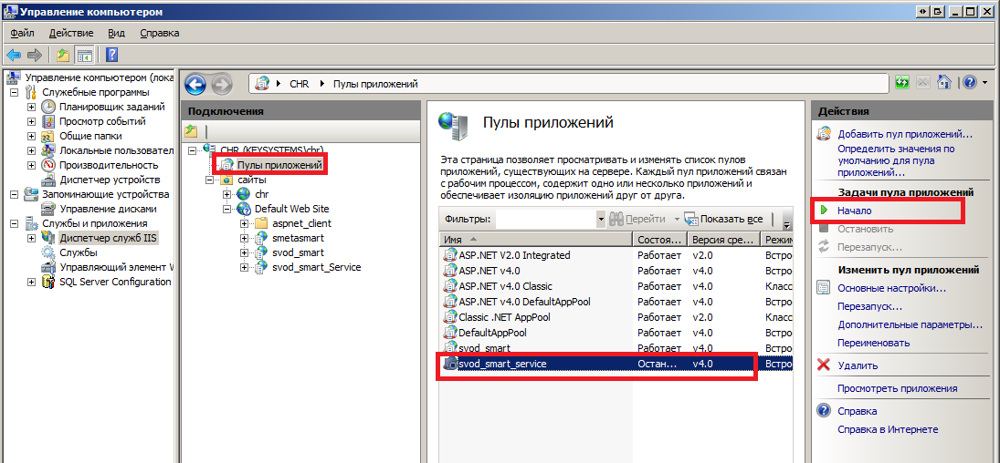 Управление компьютером
Файл Действие Вид Справка
Управление компьютером (лока
Служебные программы
Планировщик заданий
Просмотр событий
Общие папки
Локальные пользовател
Производительность
Диспетчер устройств
Запоминающие устройства
Управление дисками
Службы и приложения
Диспетчер служб IIS
Службы
Управляющий элемент W
SQL Server Configuration
CHR Пулы приложений
Подключения
CHR (KEYSYSTEMS\chr)
Пулы приложений
сайты
chr
Default Web Site
aspnet_client
smetasmart
svod_smart
svod_smart_Service
Пулы приложений
Эта страница позволяет просматривать и изменять список пулов
приложений, существующих на сервере. Каждый пул приложений связан
с рабочим процессом, содержит одно или несколько приложений и
обеспечивает изоляцию приложений друг от друга.
Фильтры: Перейти Показать все
Имя Состоя... Версия сре... Режим
ASP.NET V2.0 Integrated Работает v2.0 Встро
ASP.NET v4.0 Работает v4.0 Встро
ASP.NET v4.0 Classic Работает v4.0 Класс
ASP.NET v4.0 DefaultAppPool Работает v4.0 Встро
Classic .NET AppPool Работает v2.0 Класс
DefaultAppPool Работает v4.0 Встро
svod_smart Работает v4.0 Встро
svod_smart_service Остан... v4.0 Встро
Действия
Добавить пул приложений...
Определить значения по
умолчанию для пула
приложений...
Задачи пула приложений
Начало
Остановить
Перезапуск...
Изменить пул приложений
Основные настройки...
Перезапуск...
Дополнительные параметры...
Переименовать
Удалить
Просмотреть приложения
Справка
Справка в Интернете